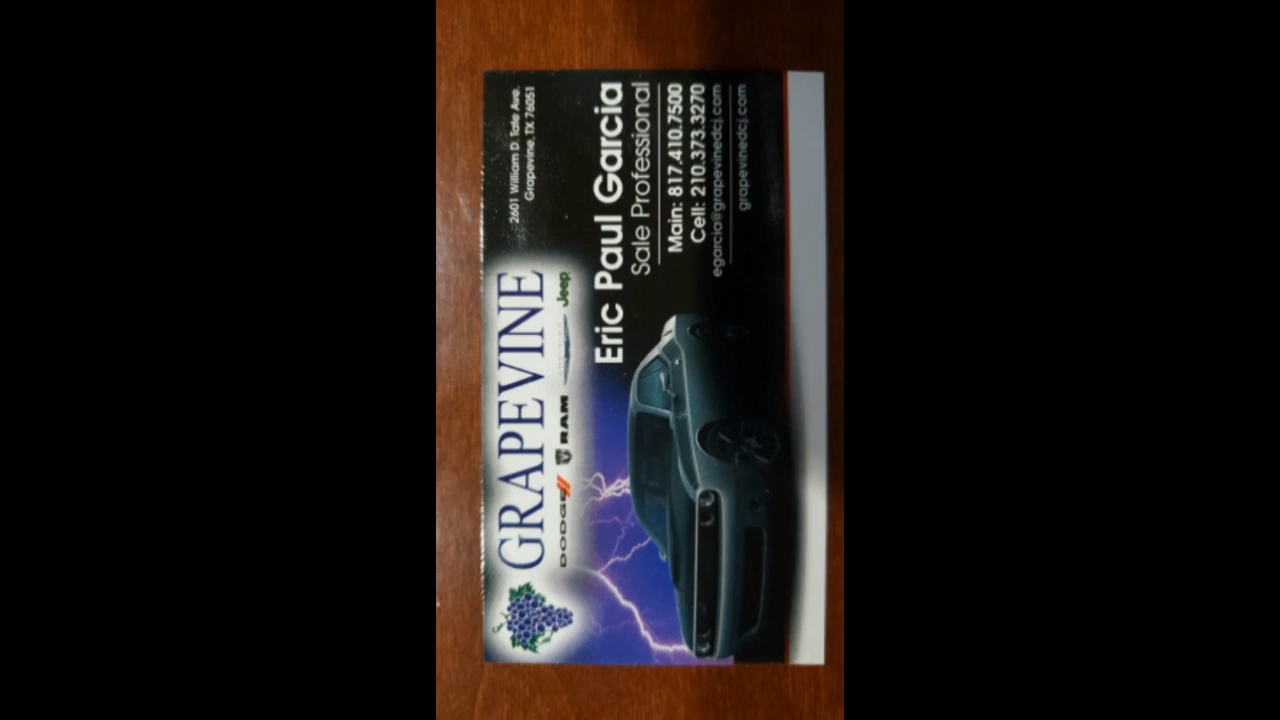 GRAPEVINE
DODGE RAM Jeep
2601 William D. Tate Ave.
Grapevine, TX 76051
Eric Paul Garcia
Sale Professional
Main: 817.410.7500
Cell: 210.373.3270
egarcia@grapevinedcj.com
grapevinedcj.com